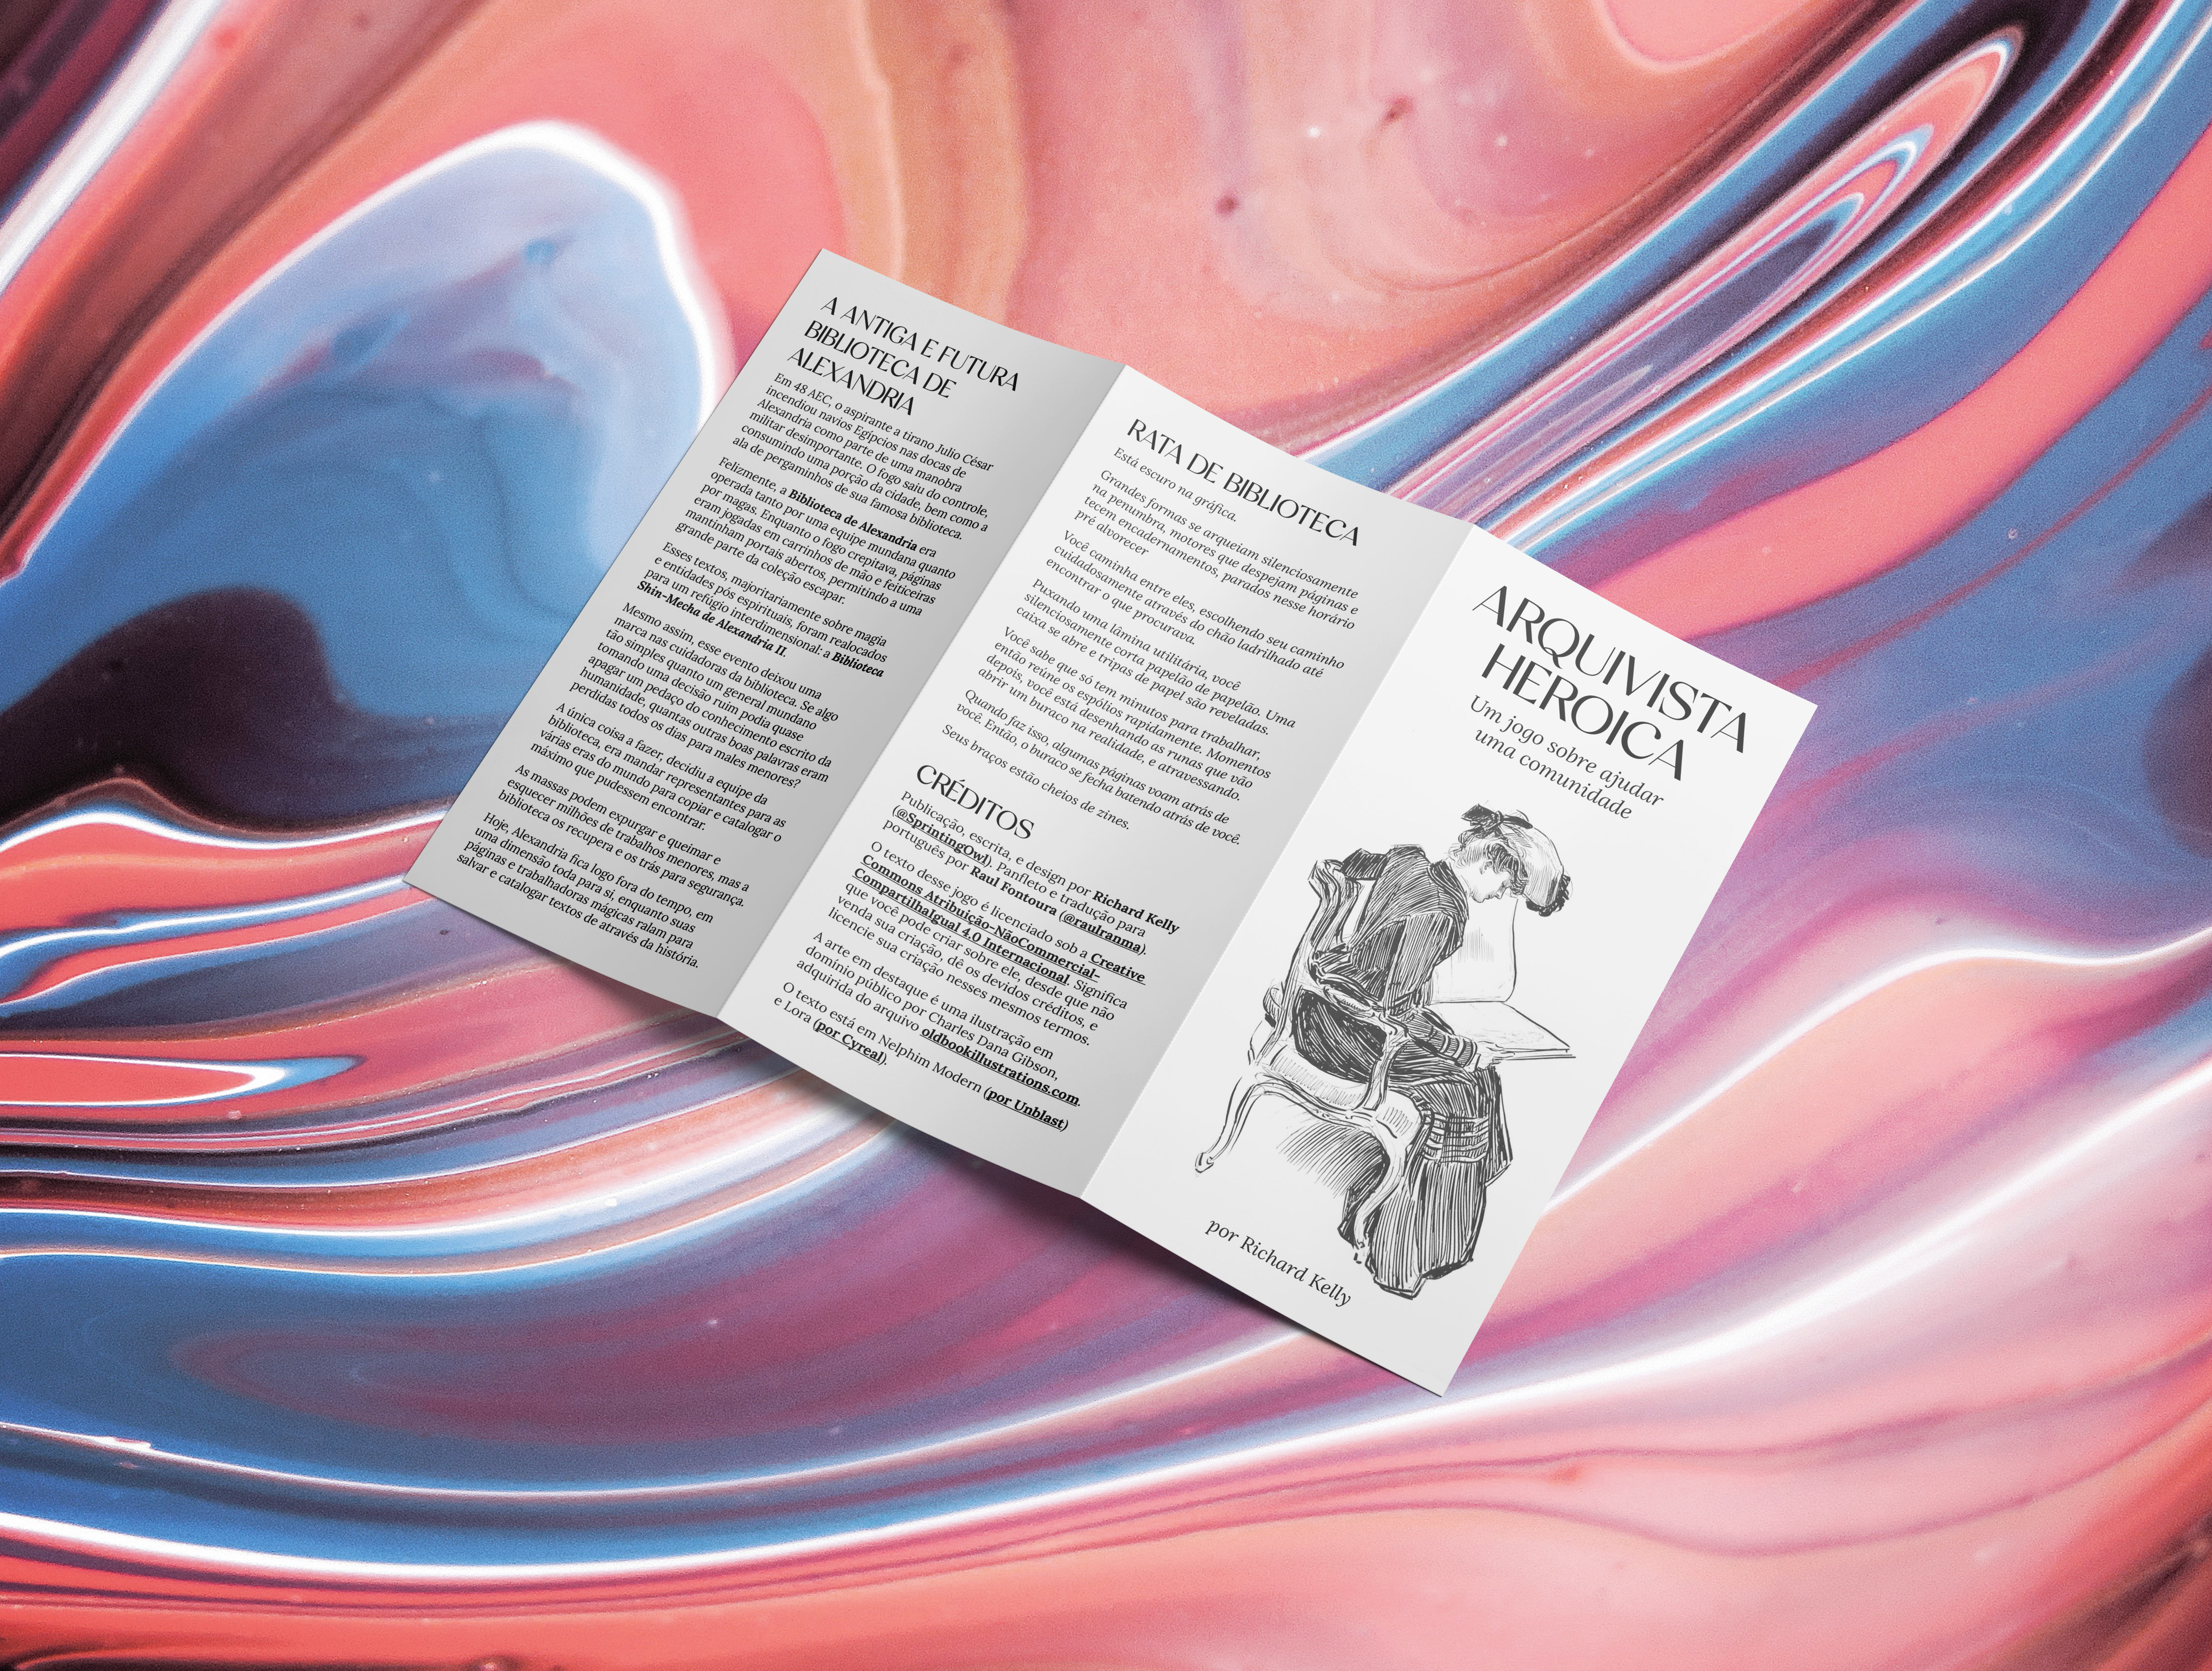 A ANTIGA E FUTURA
BIBLIOTECA DE
ALEXANDRIA
Em 48 AEC, o aspirante a tirano Julio César
incendiou navios Egípcios nas docas de
Alexandria como parte de uma manobra
militar desimportante. O fogo saiu do controle,
consumindo uma porção da cidade, bem como a
ala de pergaminhos de sua famosa biblioteca.
Felizmente, a Biblioteca de Alexandria era
operada tanto por uma equipe mundana quanto
por magas. Enquanto o fogo crepitava, páginas
eram jogadas em carrinhos de mão e feiticeiras
mantinham portais abertos, permitindo a uma
grande parte da coleção escapar.
Esses textos, majoritariamente sobre magia
e entidades pós espirituais, foram realocados
para um refúgio interdimensional: a Biblioteca
Shin-Mecha de Alexandria II.
Mesmo assim, esse evento deixou uma
marca nas cuidadoras da biblioteca. Se algo
tão simples quanto um general mundano
tomando uma decisão ruim podia quase
apagar um pedaço do conhecimento escrito da
humanidade, quantas outras boas palavras eram
perdidas todos os dias para males menores?
A única coisa a fazer, decidiu a equipe da
biblioteca, era mandar representantes para as
várias eras do mundo para copiar e catalogar o
máximo que pudessem encontrar.
As massas podem expurgar e queimar e
esquecer milhões de trabalhos menores, mas a
biblioteca os recupera e os trás para segurança.
Hoje, Alexandria fica logo fora do tempo, em
uma dimensão toda para si, enquanto suas
páginas e trabalhadoras mágicas ralam para
salvar e catalogar textos de através da história.
RATA DE BIBLIOTECA
Está escuro na gráfica.
Grandes formas se arqueiam silenciosamente
na penumbra, motores que despejam páginas e
tecem encadernamentos, parados nesse horário
pré alvorecer
Você caminha entre eles, escolhendo seu caminho
cuidadosamente através do chão ladrilhado até
encontrar o que procurava.
Puxando uma lâmina utilitária, você
silenciosamente corta papelão de papelão. Uma
caixa se abre e tripas de papel são reveladas.
Você sabe que só tem minutos para trabalhar,
então reúne os espólios rapidamente. Momentos
depois, você está desenhando as runas que vão
abrir um buraco na realidade, e atravessando.
Quando faz isso, algumas páginas voam atrás de
você. Então, o buraco se fecha batendo atrás de você.
Seus braços estão cheios de zines.
CRÉDITOS
Publicação, escrita, e design por Richard Kelly
(@SprintingOwl). Panfleto e tradução para
português por Raul Fontoura (@raulranma).
O texto desse jogo é licenciado sob a Creative
Commons Atribuição-NãoCommercial-
CompartilhaIgual 4.0 Internacional. Significa
que você pode criar sobre ele, desde que não
venda sua criação, dê os devidos créditos, e
licencie sua criação nesses mesmos termos.
A arte em destaque é uma ilustração em
domínio público por Charles Dana Gibson,
adquirida do arquivo oldbookillustrations.com.
O texto está em Nelphim Modern (por Unblast)
e Lora (por Cyreal).
ARQUIVISTA
HEROICA
Um jogo sobre ajudar
uma comunidade
por Richard Kelly